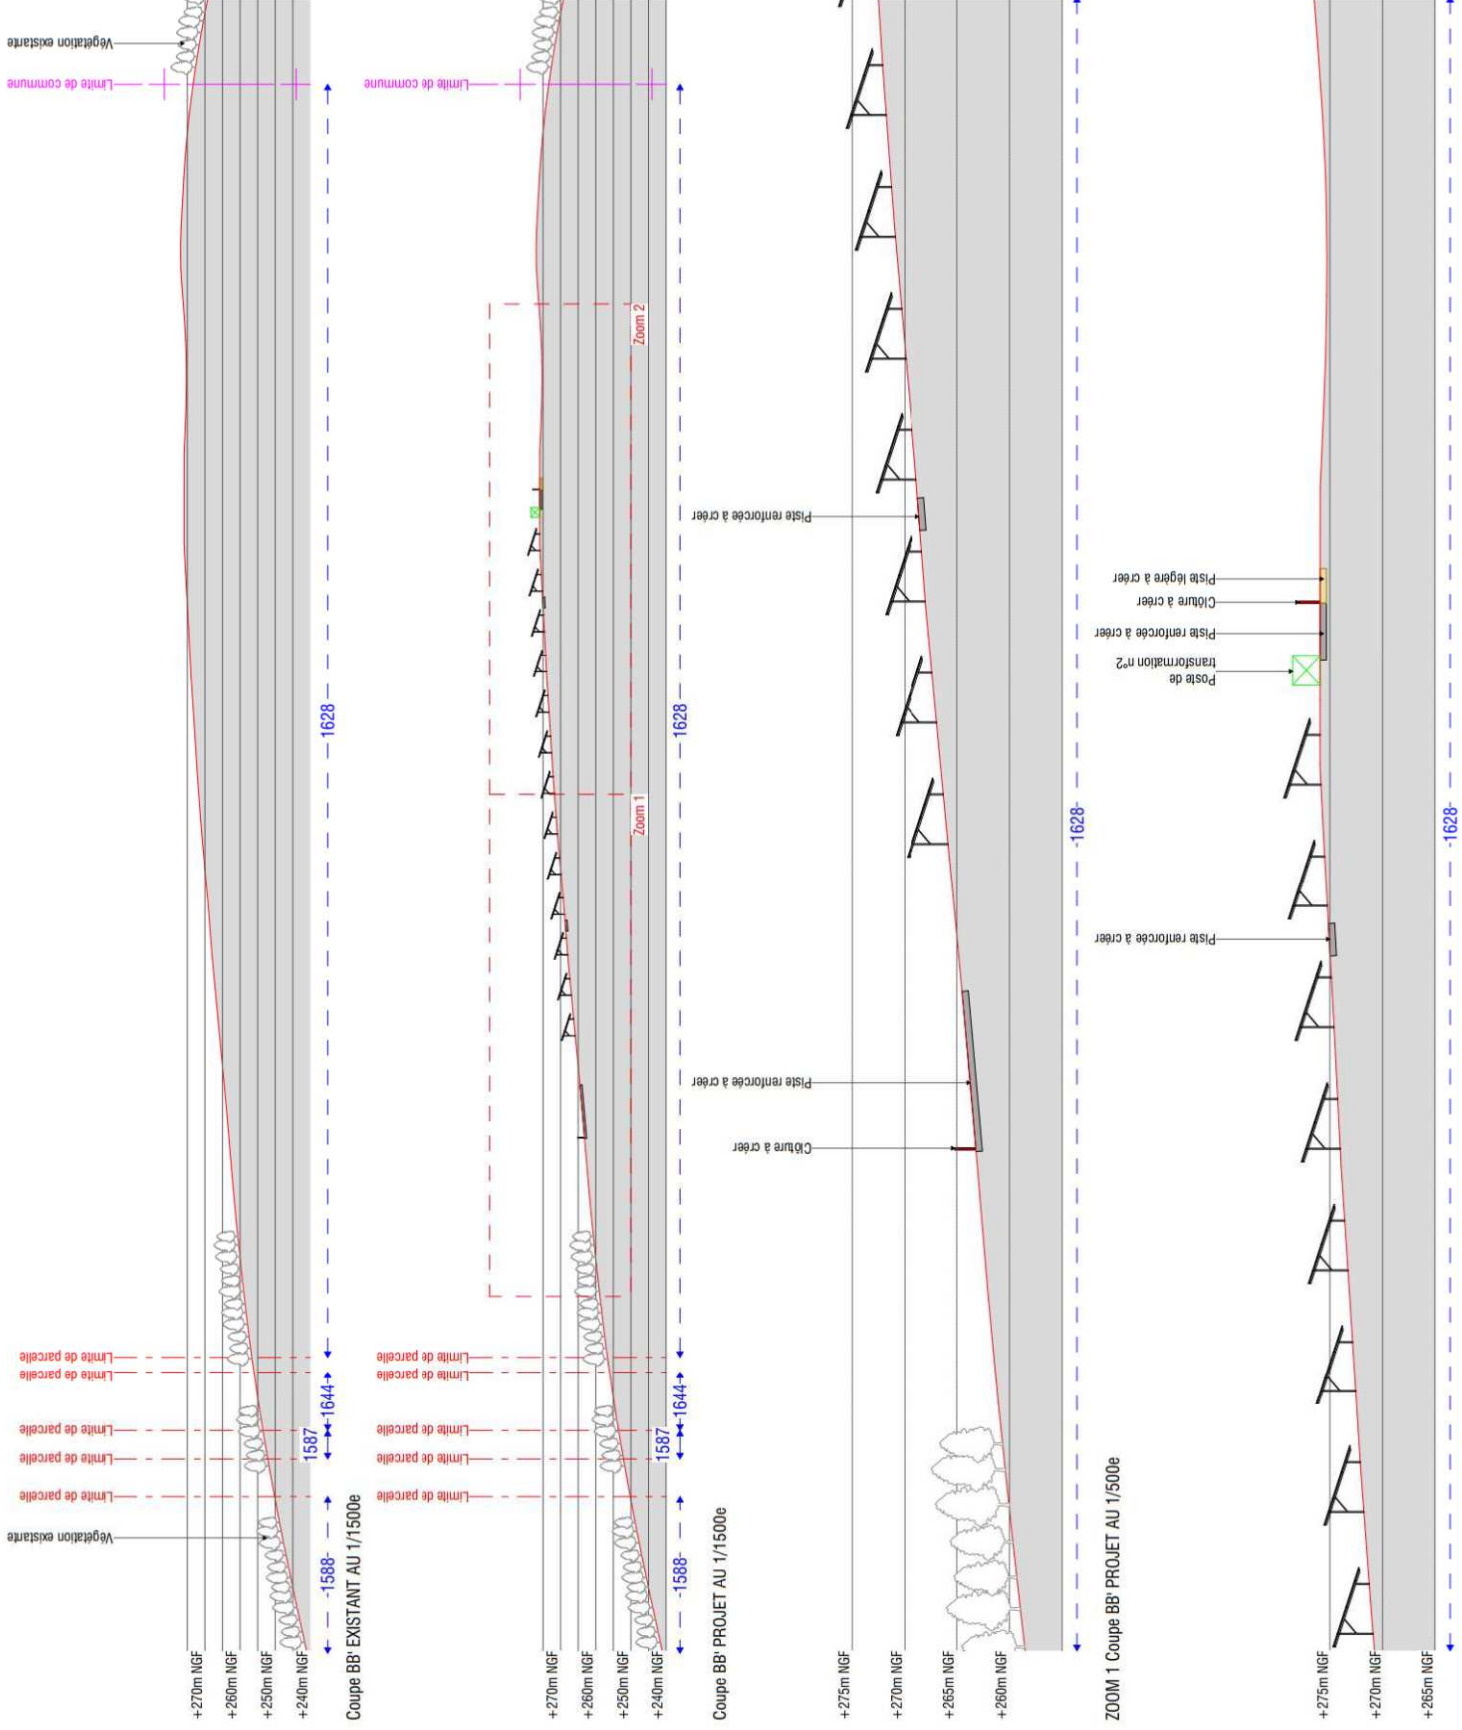 Végétation existante
Limite de parcelle
Limite de parcelle
Limite de parcelle
Limite de parcelle
Limite de parcelle
Limite de commune
Végétation existante
+270m NGF
+260m NGF
+250m NGF
+240m NGF
1588
1587
1644
1628
Coupe BB' EXISTANT AU 1/1500e
Limite de parcelle
Limite de parcelle
Limite de parcelle
Limite de parcelle
Limite de parcelle
Limite de commune
+270m NGF
+260m NGF
+250m NGF
+240m NGF
Zoom 1
Zoom 2
1588
1587
1644
1628
Coupe BB' PROJET AU 1/1500e
Clôture à créer
Piste renforcée à créer
Piste renforcée à créer
+275m NGF
+270m NGF
+265m NGF
+260m NGF
1628
ZOOM 1 Coupe BB' PROJET AU 1/500e
Piste renforcée à créer
Poste de
transformation n°2
Piste renforcée à créer
Clôture à créer
Piste légère à créer
+275m NGF
+270m NGF
+265m NGF
1628